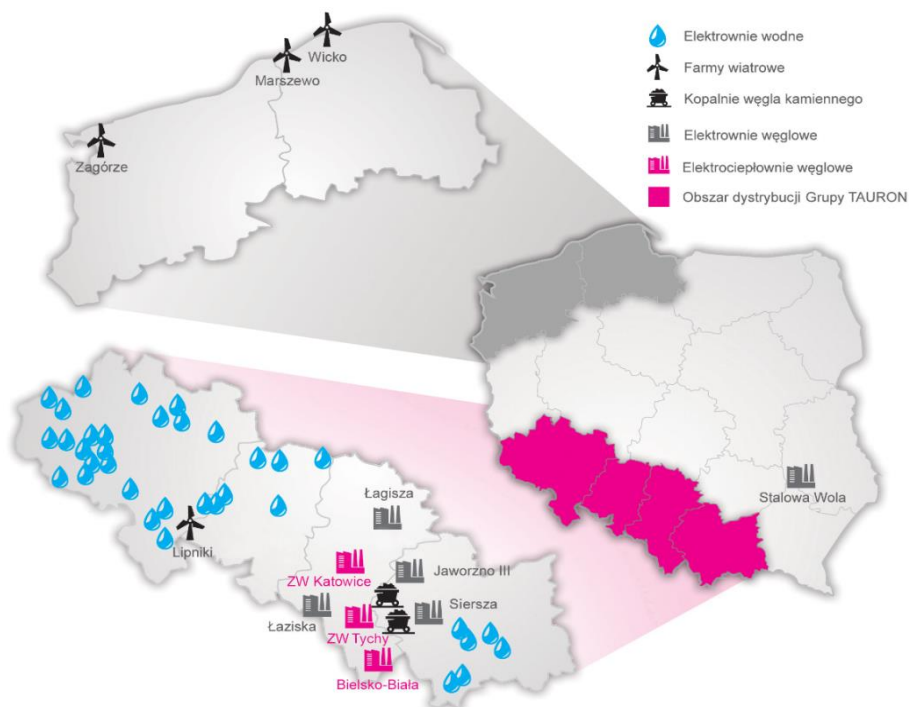 Wicko
Marszewo
Zagórze
Elektrownie wodne
Farmy wiatrowe
Kopalnie węgla kamiennego
Elektrownie węglowe
Elektrociepłownie węglowe
Obszar dystrybucji Grupy TAURON
Stalowa Wola
Łagisza
Lipniki
ZW Katowice
Jaworzno III
Siersza
Łaziska
ZW Tychy
Bielsko-Biała